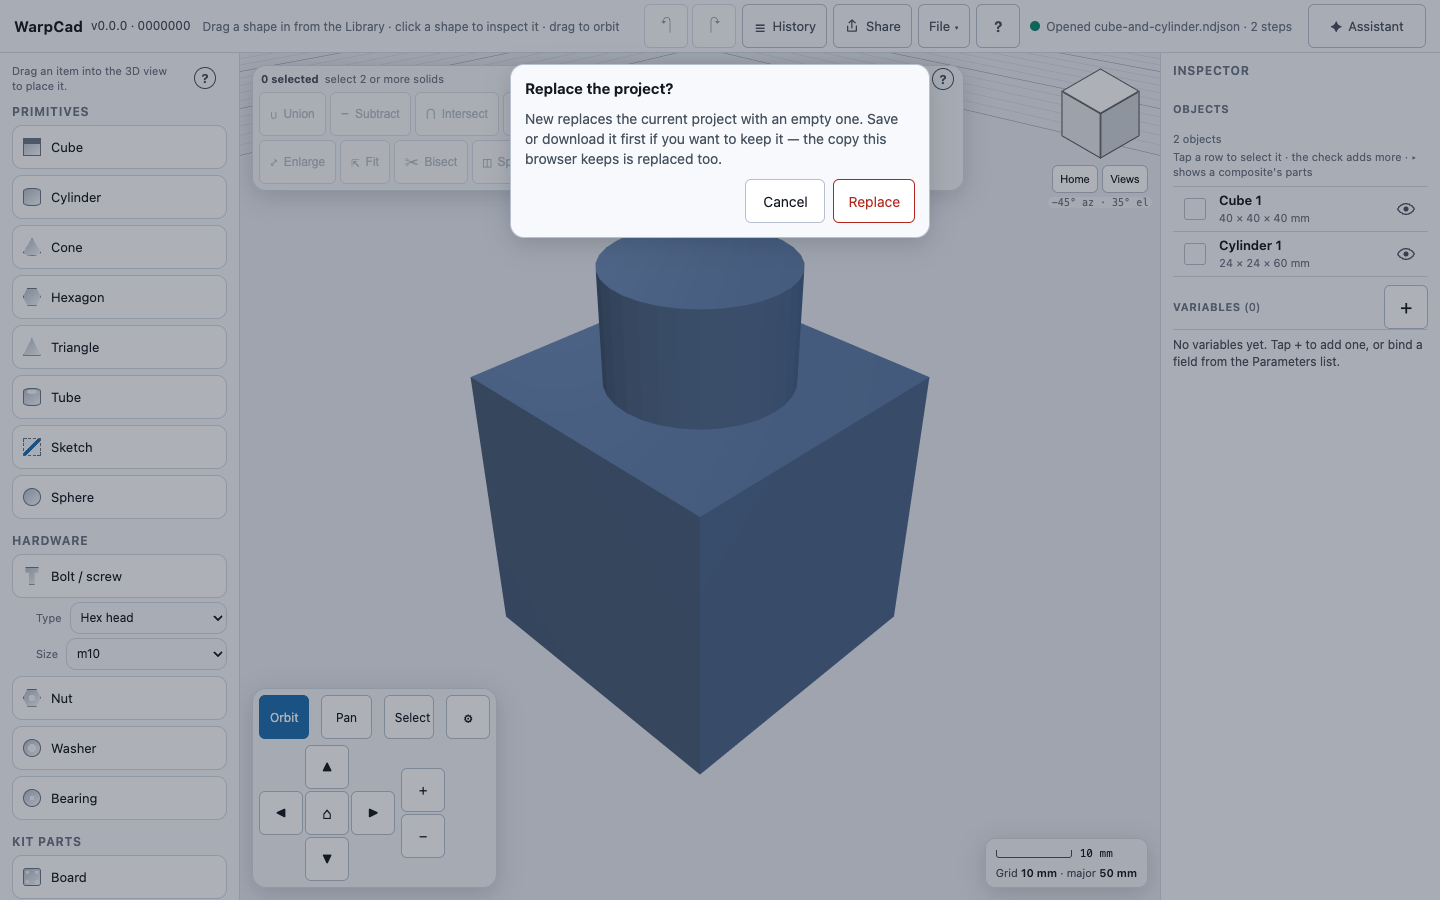 WarpCad v0.0.0 · 0000000 Drag a shape in from the Library · click a shape to inspect it · drag to orbit
History
Share
File
?
Opened cube-and-cylinder.ndjson · 2 steps
Assistant
Drag an item into the 3D view
to place it.
?
PRIMITIVES
Cube
Cylinder
Cone
Hexagon
Triangle
Tube
Sketch
Sphere
HARDWARE
Bolt / screw
Type Hex head
Size m10
Nut
Washer
Bearing
KIT PARTS
Board
0 selected select 2 or more solids
Union
Subtract
Intersect
Enlarge
Fit
Bisect
?
Replace the project?
New replaces the current project with an empty one. Save
or download it first if you want to keep it — the copy this
browser keeps is replaced too.
Cancel
Replace
Home
Views
−45° az · 35° el
Orbit
Pan
Select
+
−
10 mm
Grid 10 mm · major 50 mm
INSPECTOR
OBJECTS
2 objects
Tap a row to select it · the check adds more · ▸
shows a composite's parts
Cube 1
40 × 40 × 40 mm
Cylinder 1
24 × 24 × 60 mm
VARIABLES (0)
+
No variables yet. Tap + to add one, or bind a
field from the Parameters list.